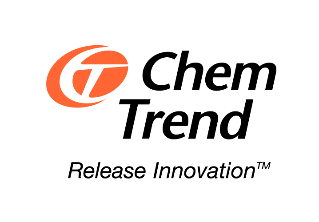 Chem
Trend
Release Innovation™